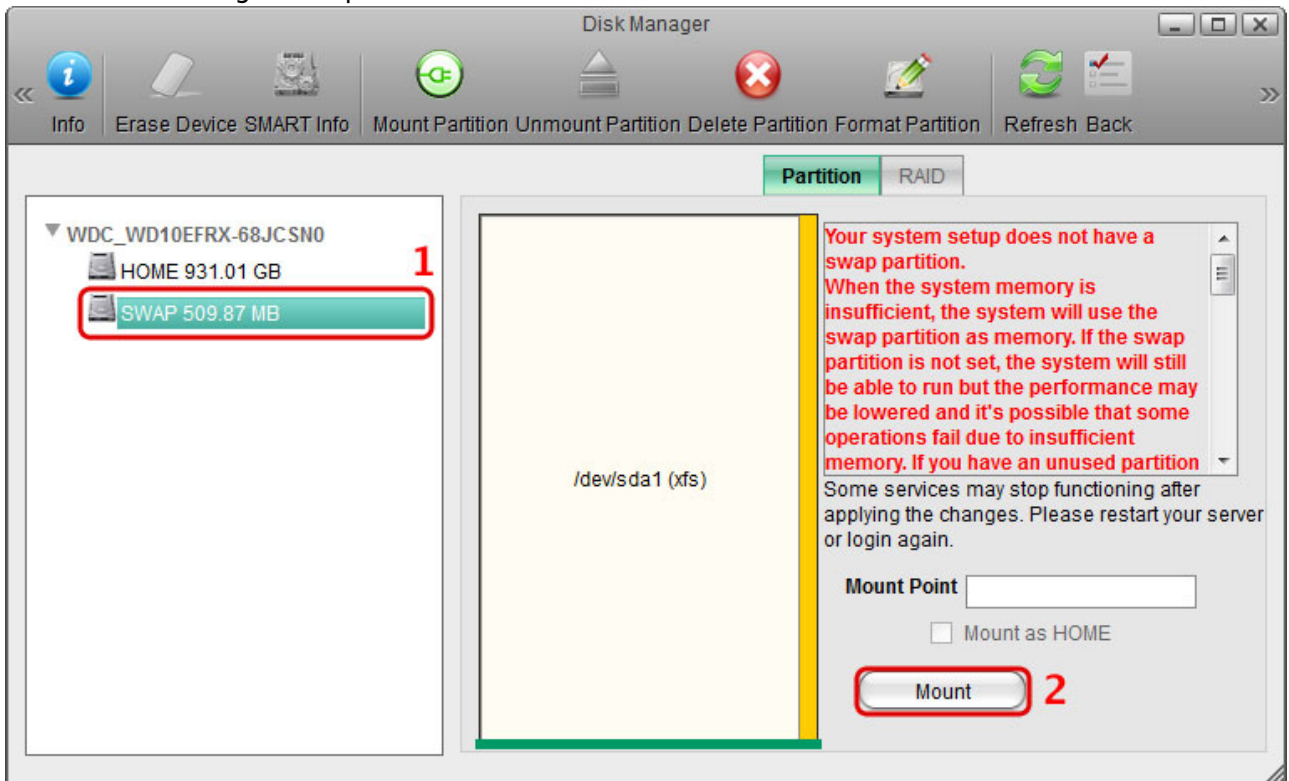 Disk Manager
Info Erase Device SMART Info Mount Partition Unmount Partition Delete Partition Format Partition Refresh Back
Partition RAID
WDC_WD10EFRX-68JCSN0
HOME 931.01 GB
1
SWAP 509.87 MB
/dev/sda1 (xfs)
Your system setup does not have a
swap partition.
When the system memory is
insufficient, the system will use the
swap partition as memory. If the swap
partition is not set, the system will still
be able to run but the performance may
be lowered and it's possible that some
operations fail due to insufficient
memory. If you have an unused partition
Some services may stop functioning after
applying the changes. Please restart your server
or login again.
Mount Point
Mount as HOME
Mount 2